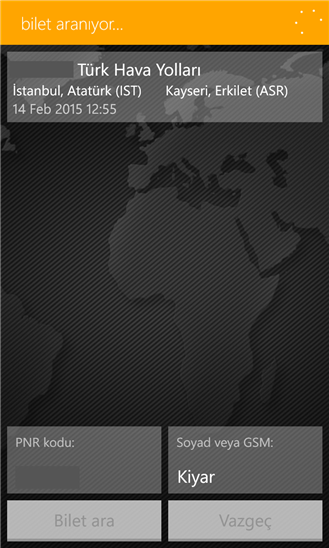 bilet aranıyor...
Türk Hava Yolları
İstanbul, Atatürk (IST) Kayseri, Erkilet (ASR)
14 Feb 2015 12:55
PNR kodu: Soyad veya GSM:
Kiyar
Bilet ara Vazgeç